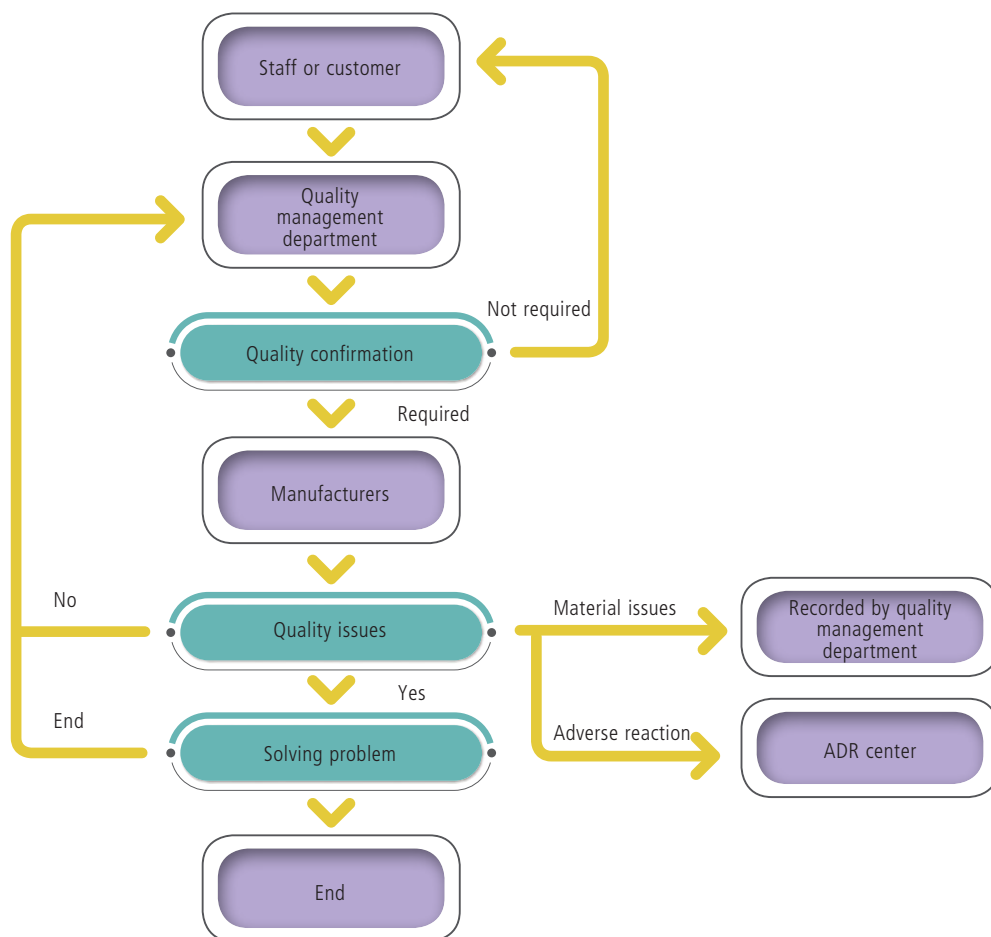 Staff or customer
Quality
management
department
Not required
Quality confirmation
Required
Manufacturers
No
Quality issues
Material issues
Recorded by quality
management
department
Yes
End
Solving problem
Adverse reaction
ADR center
End